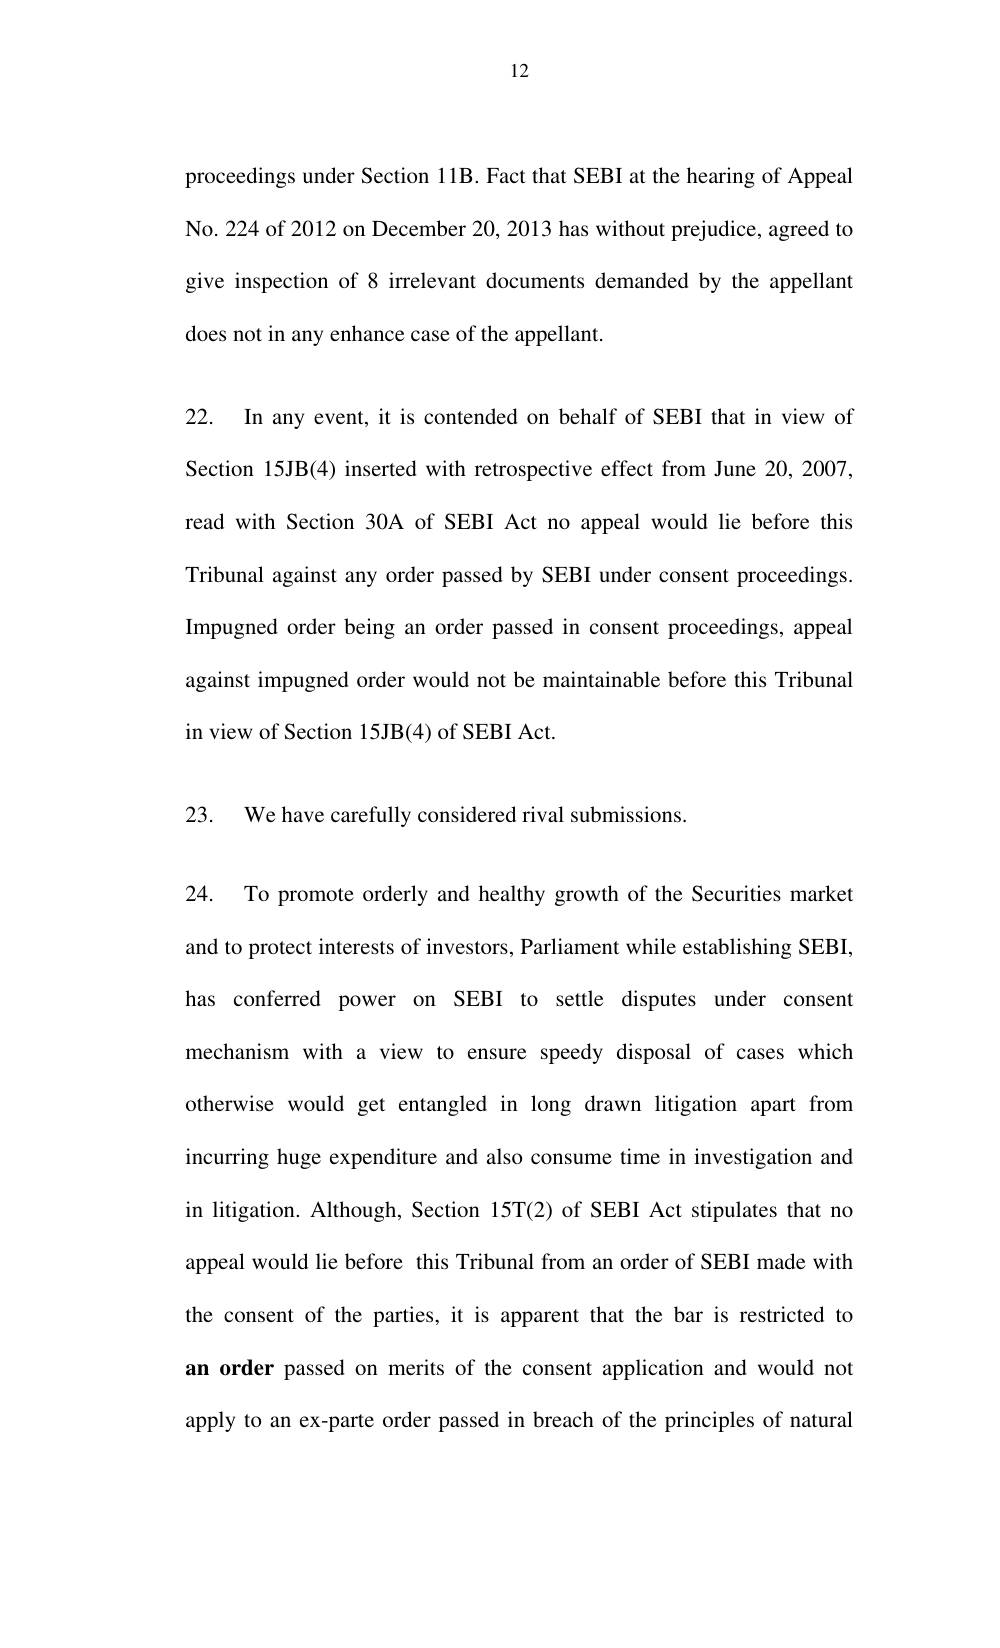 12
proceedings under Section 11B. Fact that SEBI at the hearing of Appeal
No. 224 of 2012 on December 20, 2013 has without prejudice, agreed to
give inspection of 8 irrelevant documents demanded by the appellant
does not in any enhance case of the appellant.
22. In any event, it is contended on behalf of SEBI that in view of
Section 15JB(4) inserted with retrospective effect from June 20, 2007,
read with Section 30A of SEBI Act no appeal would lie before this
Tribunal against any order passed by SEBI under consent proceedings.
Impugned order being an order passed in consent proceedings, appeal
against impugned order would not be maintainable before this Tribunal
in view of Section 15JB(4) of SEBI Act.
23. We have carefully considered rival submissions.
24. To promote orderly and healthy growth of the Securities market
and to protect interests of investors, Parliament while establishing SEBI,
has conferred power on SEBI to settle disputes under consent
mechanism with a view to ensure speedy disposal of cases which
otherwise would get entangled in long drawn litigation apart from
incurring huge expenditure and also consume time in investigation and
in litigation. Although, Section 15T(2) of SEBI Act stipulates that no
appeal would lie before this Tribunal from an order of SEBI made with
the consent of the parties, it is apparent that the bar is restricted to
an order passed on merits of the consent application and would not
apply to an ex-parte order passed in breach of the principles of natural